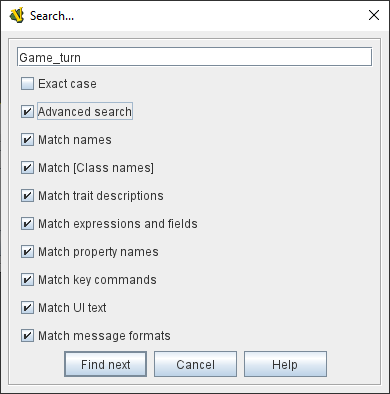 Search...
Game_turn
Exact case
Advanced search
Match names
Match [Class names]
Match trait descriptions
Match expressions and fields
Match property names
Match key commands
Match UI text
Match message formats
Find next Cancel Help